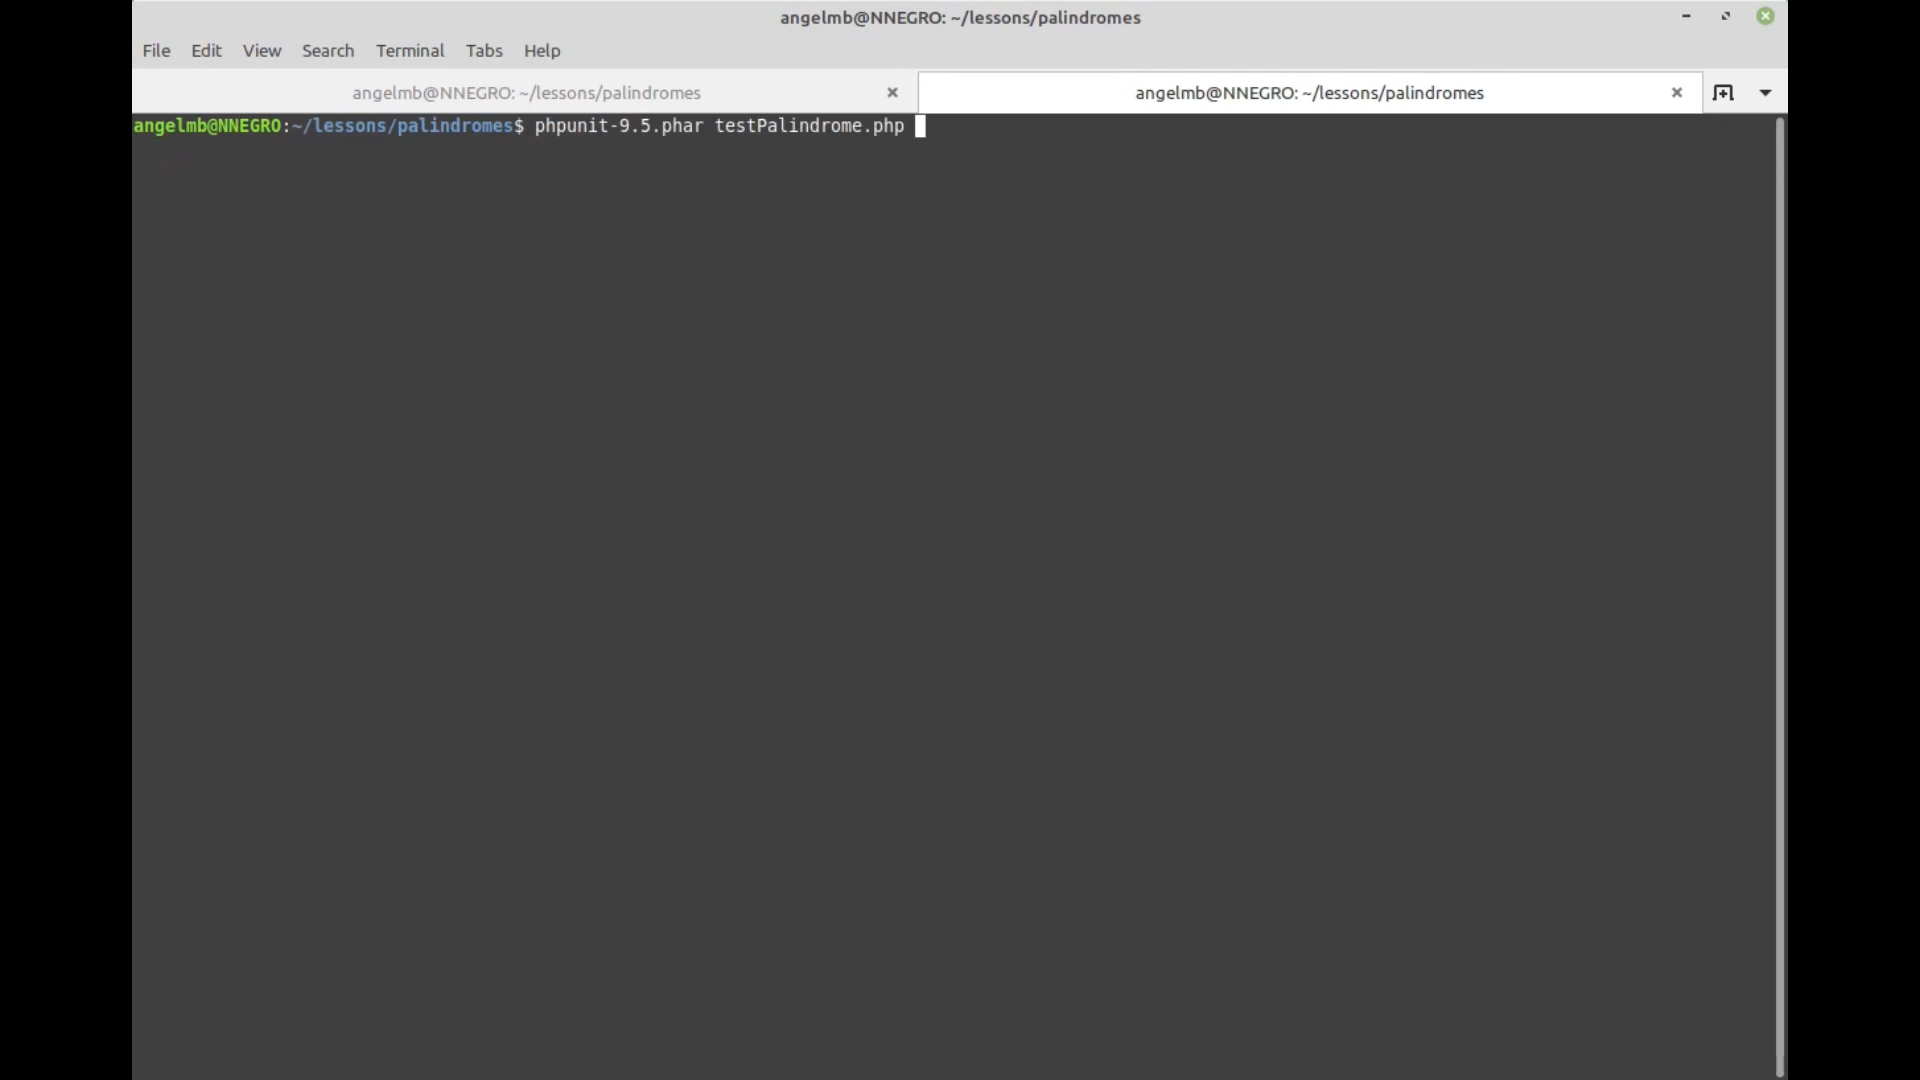 angelmb@NNEGRO: ~/lessons/palindromes
File Edit View Search Terminal Tabs Help
angelmb@NNEGRO: ~/lessons/palindromes angelmb@NNEGRO: ~/lessons/palindromes
angelmb@NNEGRO:~/lessons/palindromes$ phpunit-9.5.phar testPalindrome.php